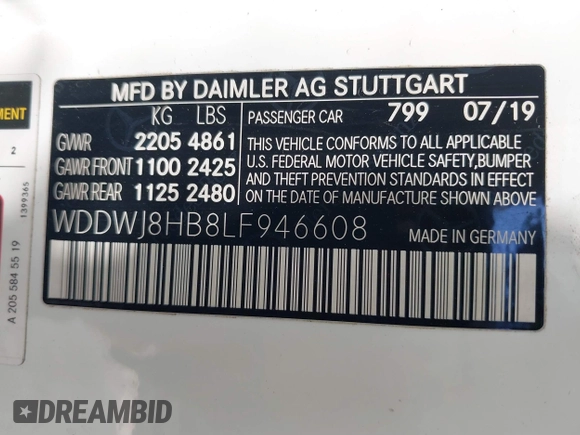 MFD BY DAIMLER AG STUTTGART
KG LBS
GVWR 2205 4861
GAWR FRONT 1100 2425
GAWR REAR 1125 2480
PASSENGER CAR 799 07/19
THIS VEHICLE CONFORMS TO ALL APPLICABLE
U.S. FEDERAL MOTOR VEHICLE SAFETY, BUMPER
AND THEFT PREVENTION STANDARDS IN EFFECT
ON THE DATE OF MANUFACTURE SHOWN ABOVE.
WDDWJ8HB8LF946608 MADE IN GERMANY
MENT
2
1399365
A 205 584 55 19
DREAMBID